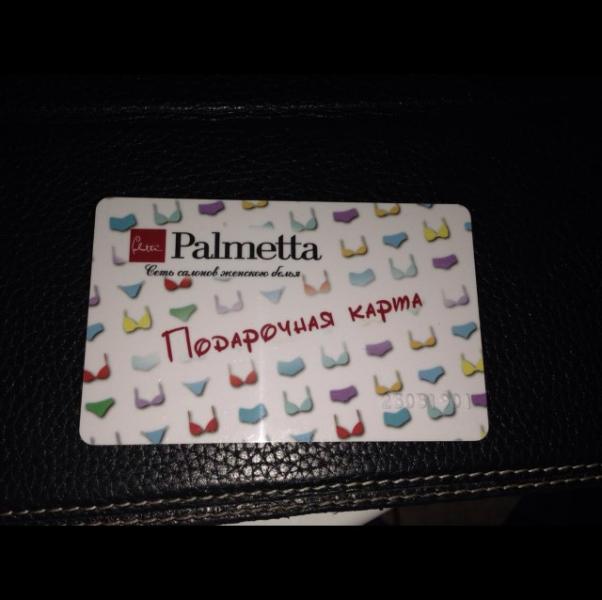 Palmetta
Сеть салонов женского белья
Подарочная карта